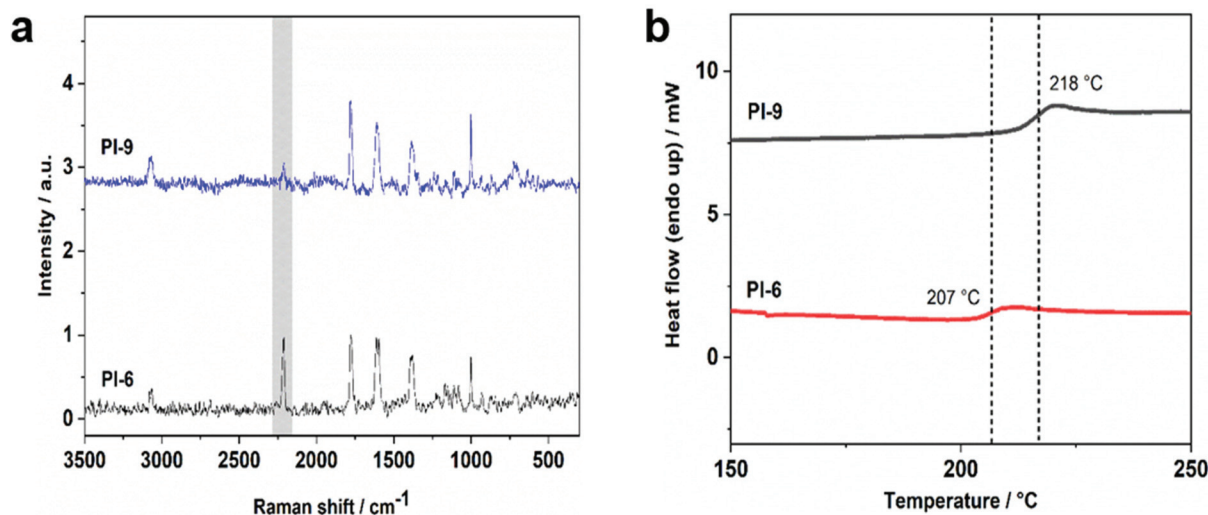 a
Intensity / a.u.
4
3
2
1
0
PI-9
PI-6
3500 3000 2500 2000 1500 1000 500
Raman shift / cm-1
b
Heat flow (endo up) / mW
10
5
0
PI-9
218 °C
PI-6
207 °C
150 200 250
Temperature / °C